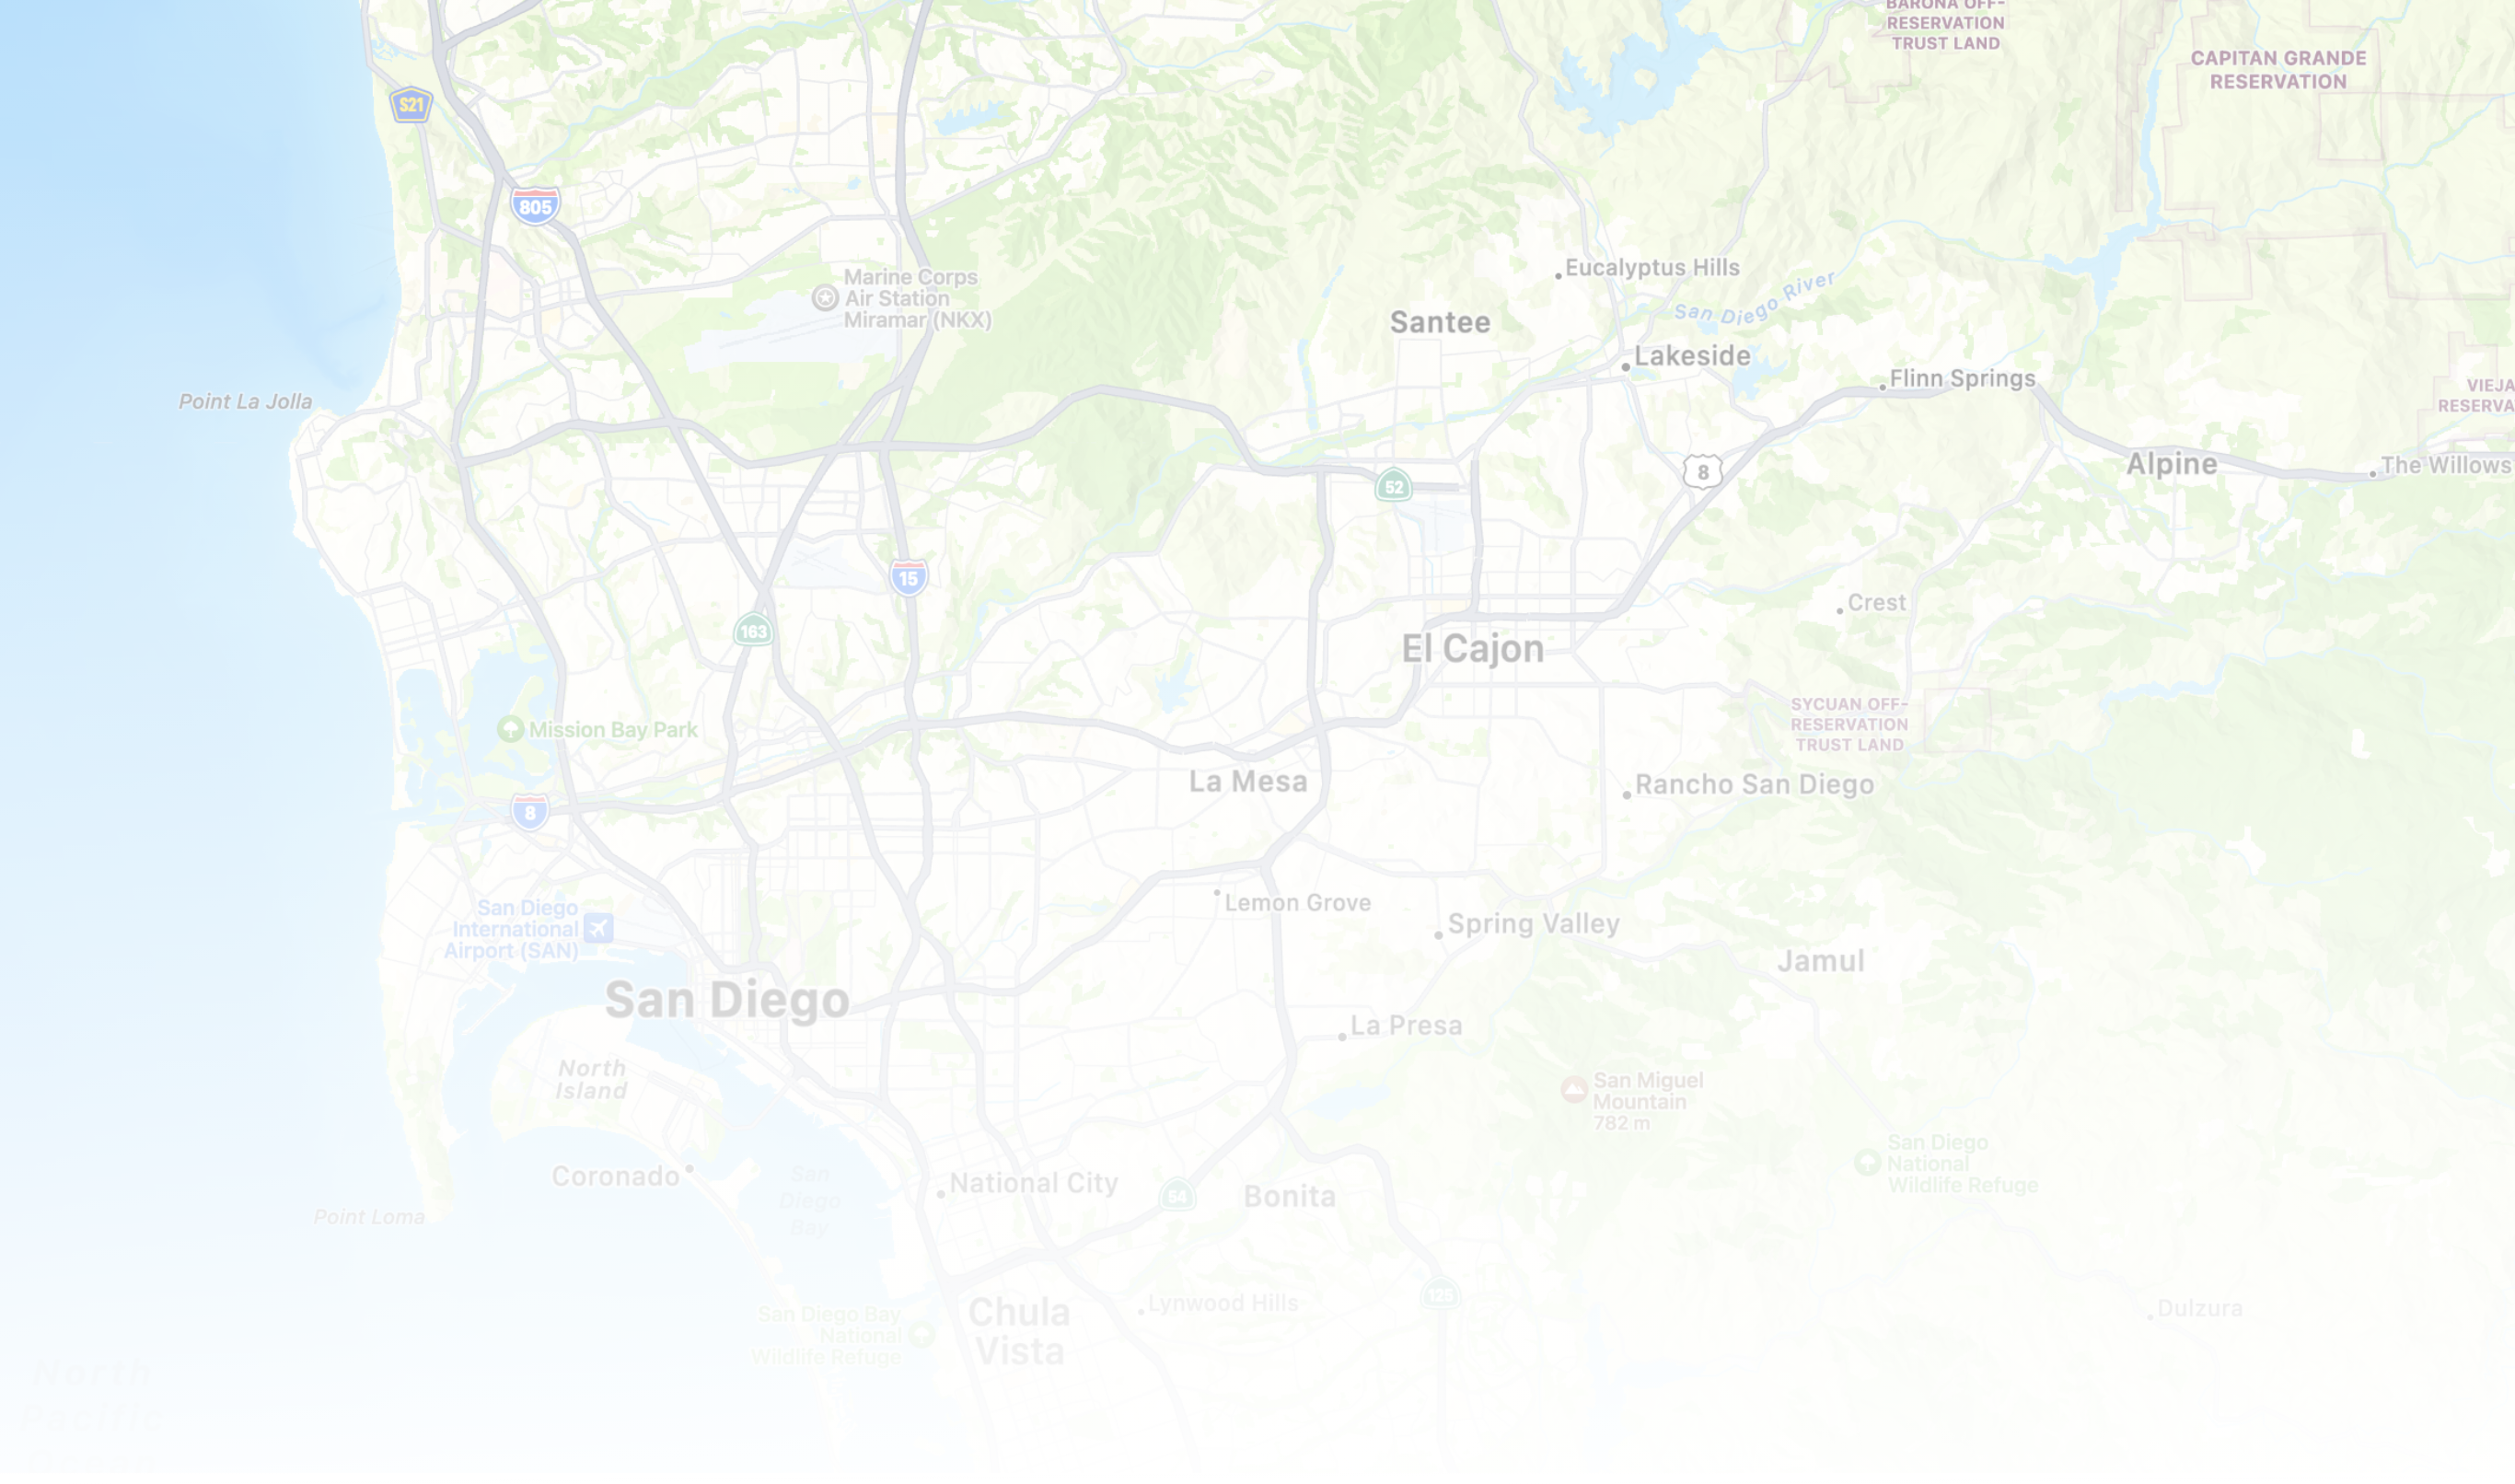 BARONA OFF-
RESERVATION
TRUST LAND
CAPITAN GRANDE
RESERVATION
S21
805
Marine Corps
Air Station
Miramar (NKX)
Eucalyptus Hills
San Diego River
Santee
Lakeside
Flinn Springs
VIEJA
RESERVA
Point La Jolla
52
8
Alpine
The Willows
15
163
Crest
El Cajon
Mission Bay Park
SYCUAN OFF-
RESERVATION
TRUST LAND
La Mesa
Rancho San Diego
8
Lemon Grove
San Diego
International
Airport (SAN)
Spring Valley
Jamul
San Diego
La Presa
North
Island
San Miguel
Mountain
782 m
San Diego
National
Wildlife Refuge
Coronado
San
Diego
Bay
National City
54
Bonita
Point Loma
125
Lynwood Hills
Chula
Vista
San Diego Bay
National
Wildlife Refuge
Dulzura
North
Pacific